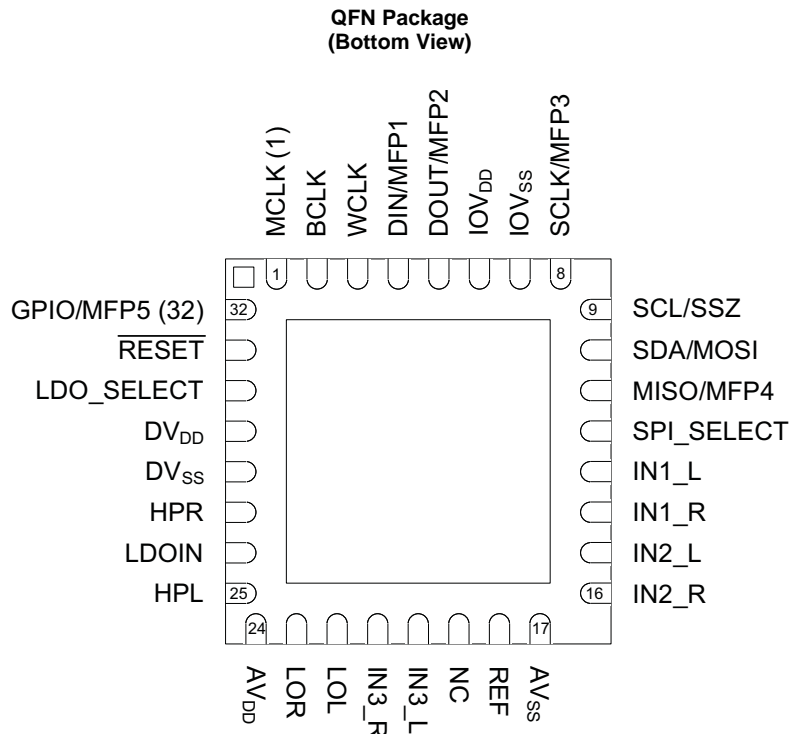 QFN Package
(Bottom View)
MCLK (1)
BCLK
WCLK
DIN/MFP1
DOUT/MFP2
IOVDD
IOVSS
SCLK/MFP3
1
8
GPIO/MFP5 (32)
32
9
SCL/SSZ
RESET
SDA/MOSI
LDO_SELECT
MISO/MFP4
DVDD
SPI_SELECT
DVSS
IN1_L
HPR
IN1_R
LDOIN
IN2_L
HPL
25
16
IN2_R
24
17
AVDD
LOR
LOL
IN3_R
IN3_L
NC
REF
AVSS